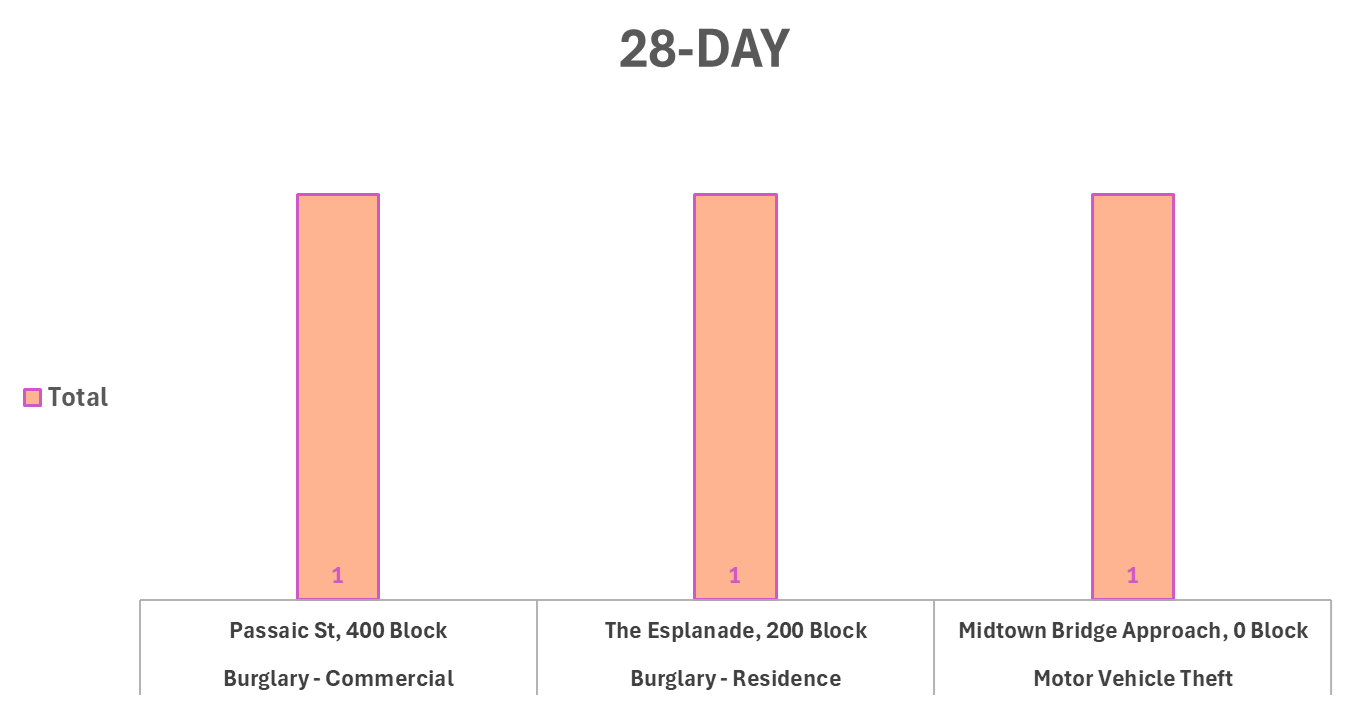 28-DAY
Total
1
1
1
Passaic St, 400 Block
The Esplanade, 200 Block
Midtown Bridge Approach, 0 Block
Burglary - Commercial
Burglary - Residence
Motor Vehicle Theft